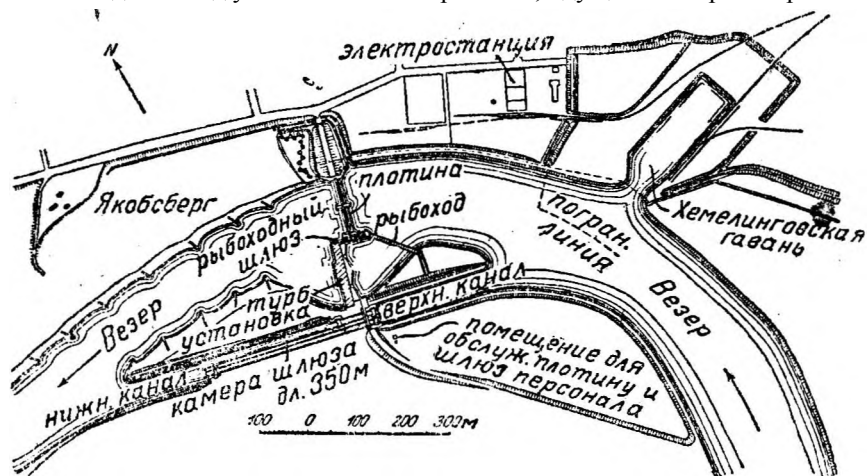 N
электростанция
Якобсберг
плотина
рыбоход
рыбоходный
шлюз
погран.
линия
Хемелинговская
гавань
Везер
турб.
установка
верхн. канал
Везер
помещение для
обслуж. плотину и
шлюз персонала
нижн. канал
камера шлюза
дл. 350м
100 0 100 200 300м